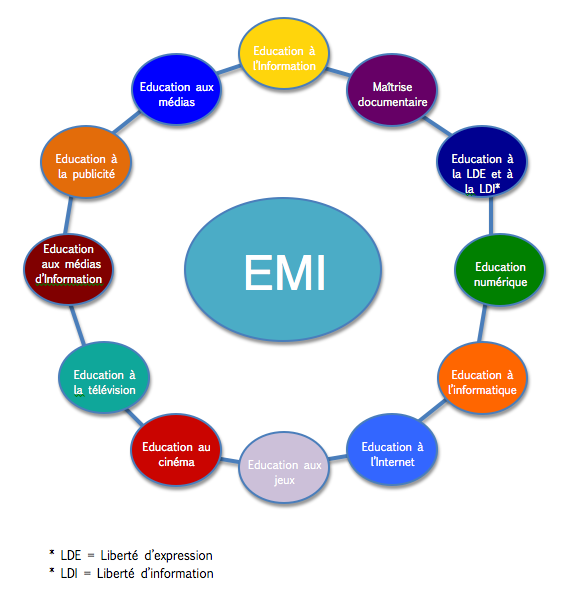 Education à
l'Information
Maîtrise
documentaire
Education à
la LDE et à
la LDI*
Education
numérique
Education à
l'informatique
Education à
l'Internet
Education aux
jeux
Education au
cinéma
Education à
la télévision
Education
aux médias
d'Information
Education à
la publicité
Education aux
médias
EMI
* LDE = Liberté d'expression
* LDI = Liberté d'information